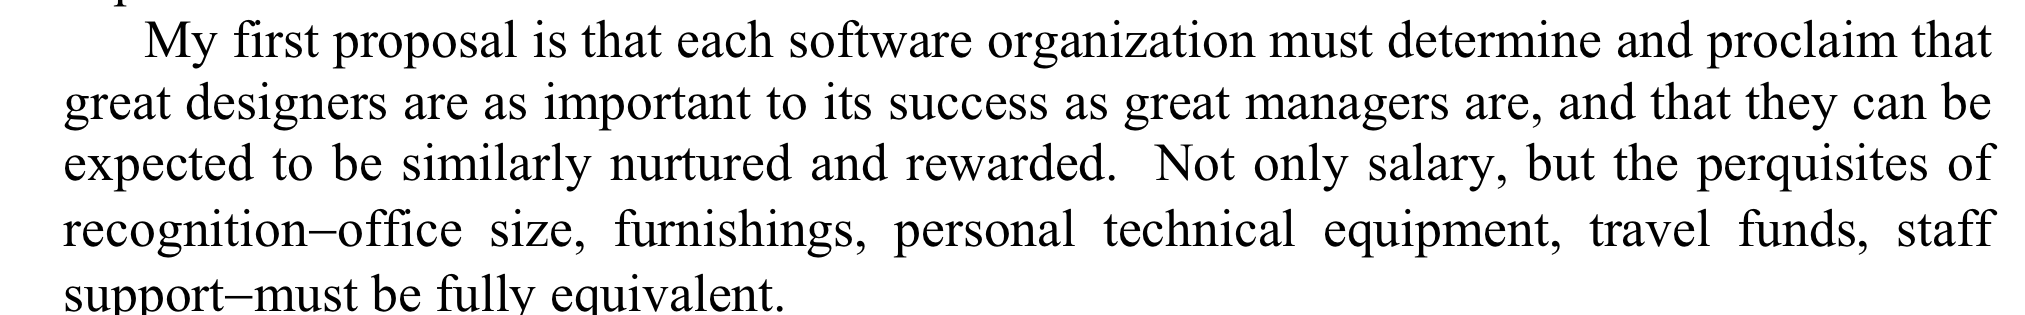 My first proposal is that each software organization must determine and proclaim that
great designers are as important to its success as great managers are, and that they can be
expected to be similarly nurtured and rewarded.  Not only salary, but the perquisites of
recognition–office size, furnishings, personal technical equipment, travel funds, staff
support–must be fully equivalent.